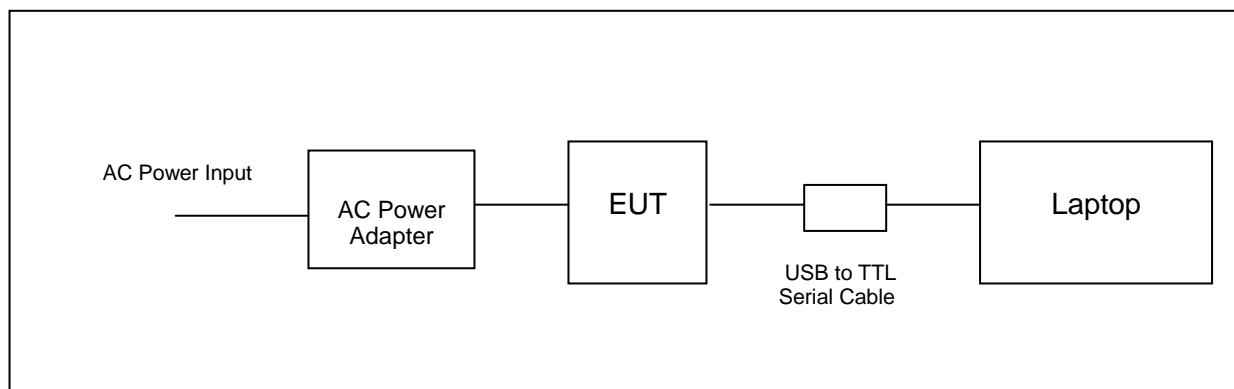 AC Power Input
AC Power
Adapter
EUT
USB to TTL
Serial Cable
Laptop